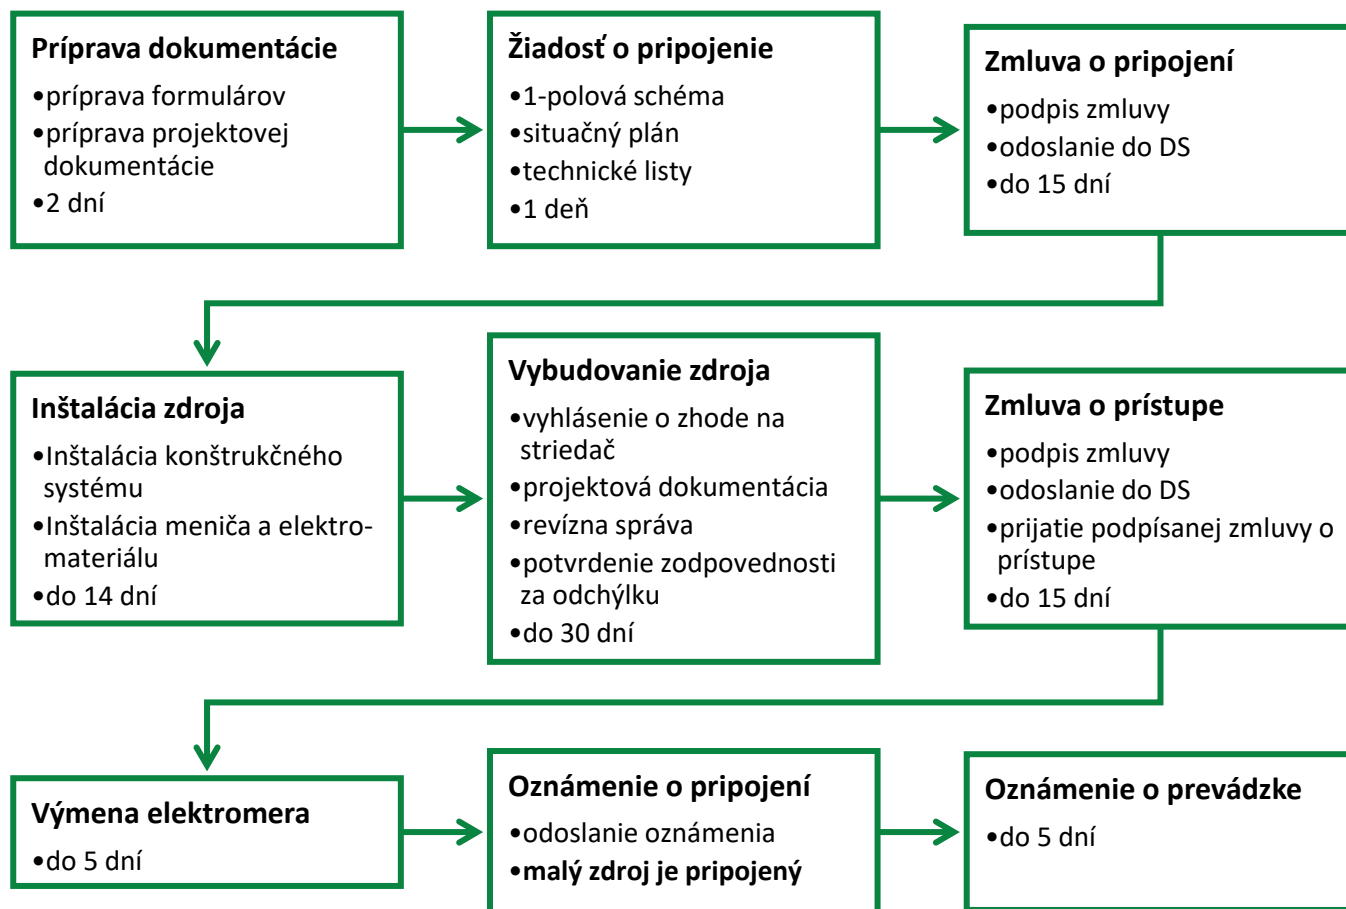 Príprava dokumentácie
•príprava formulárov
•príprava projektovej
dokumentácie
•2 dní
Žiadosť o pripojenie
•1-polová schéma
•situačný plán
•technické listy
•1 deň
Zmluva o pripojení
•podpis zmluvy
•odoslanie do DS
•do 15 dní
Inštalácia zdroja
•Inštalácia konštrukčného
systému
•Inštalácia meniča a elektro-
materiálu
•do 14 dní
Vybudovanie zdroja
•vyhlásenie o zhode na
striedač
•projektová dokumentácia
•revízna správa
•potvrdenie zodpovednosti
za odchýlku
•do 30 dní
Zmluva o prístupe
•podpis zmluvy
•odoslanie do DS
•prijatie podpísanej zmluvy o
prístupe
•do 15 dní
Výmena elektromera
•do 5 dní
Oznámenie o pripojení
•odoslanie oznámenia
•malý zdroj je pripojený
Oznámenie o prevádzke
•do 5 dní